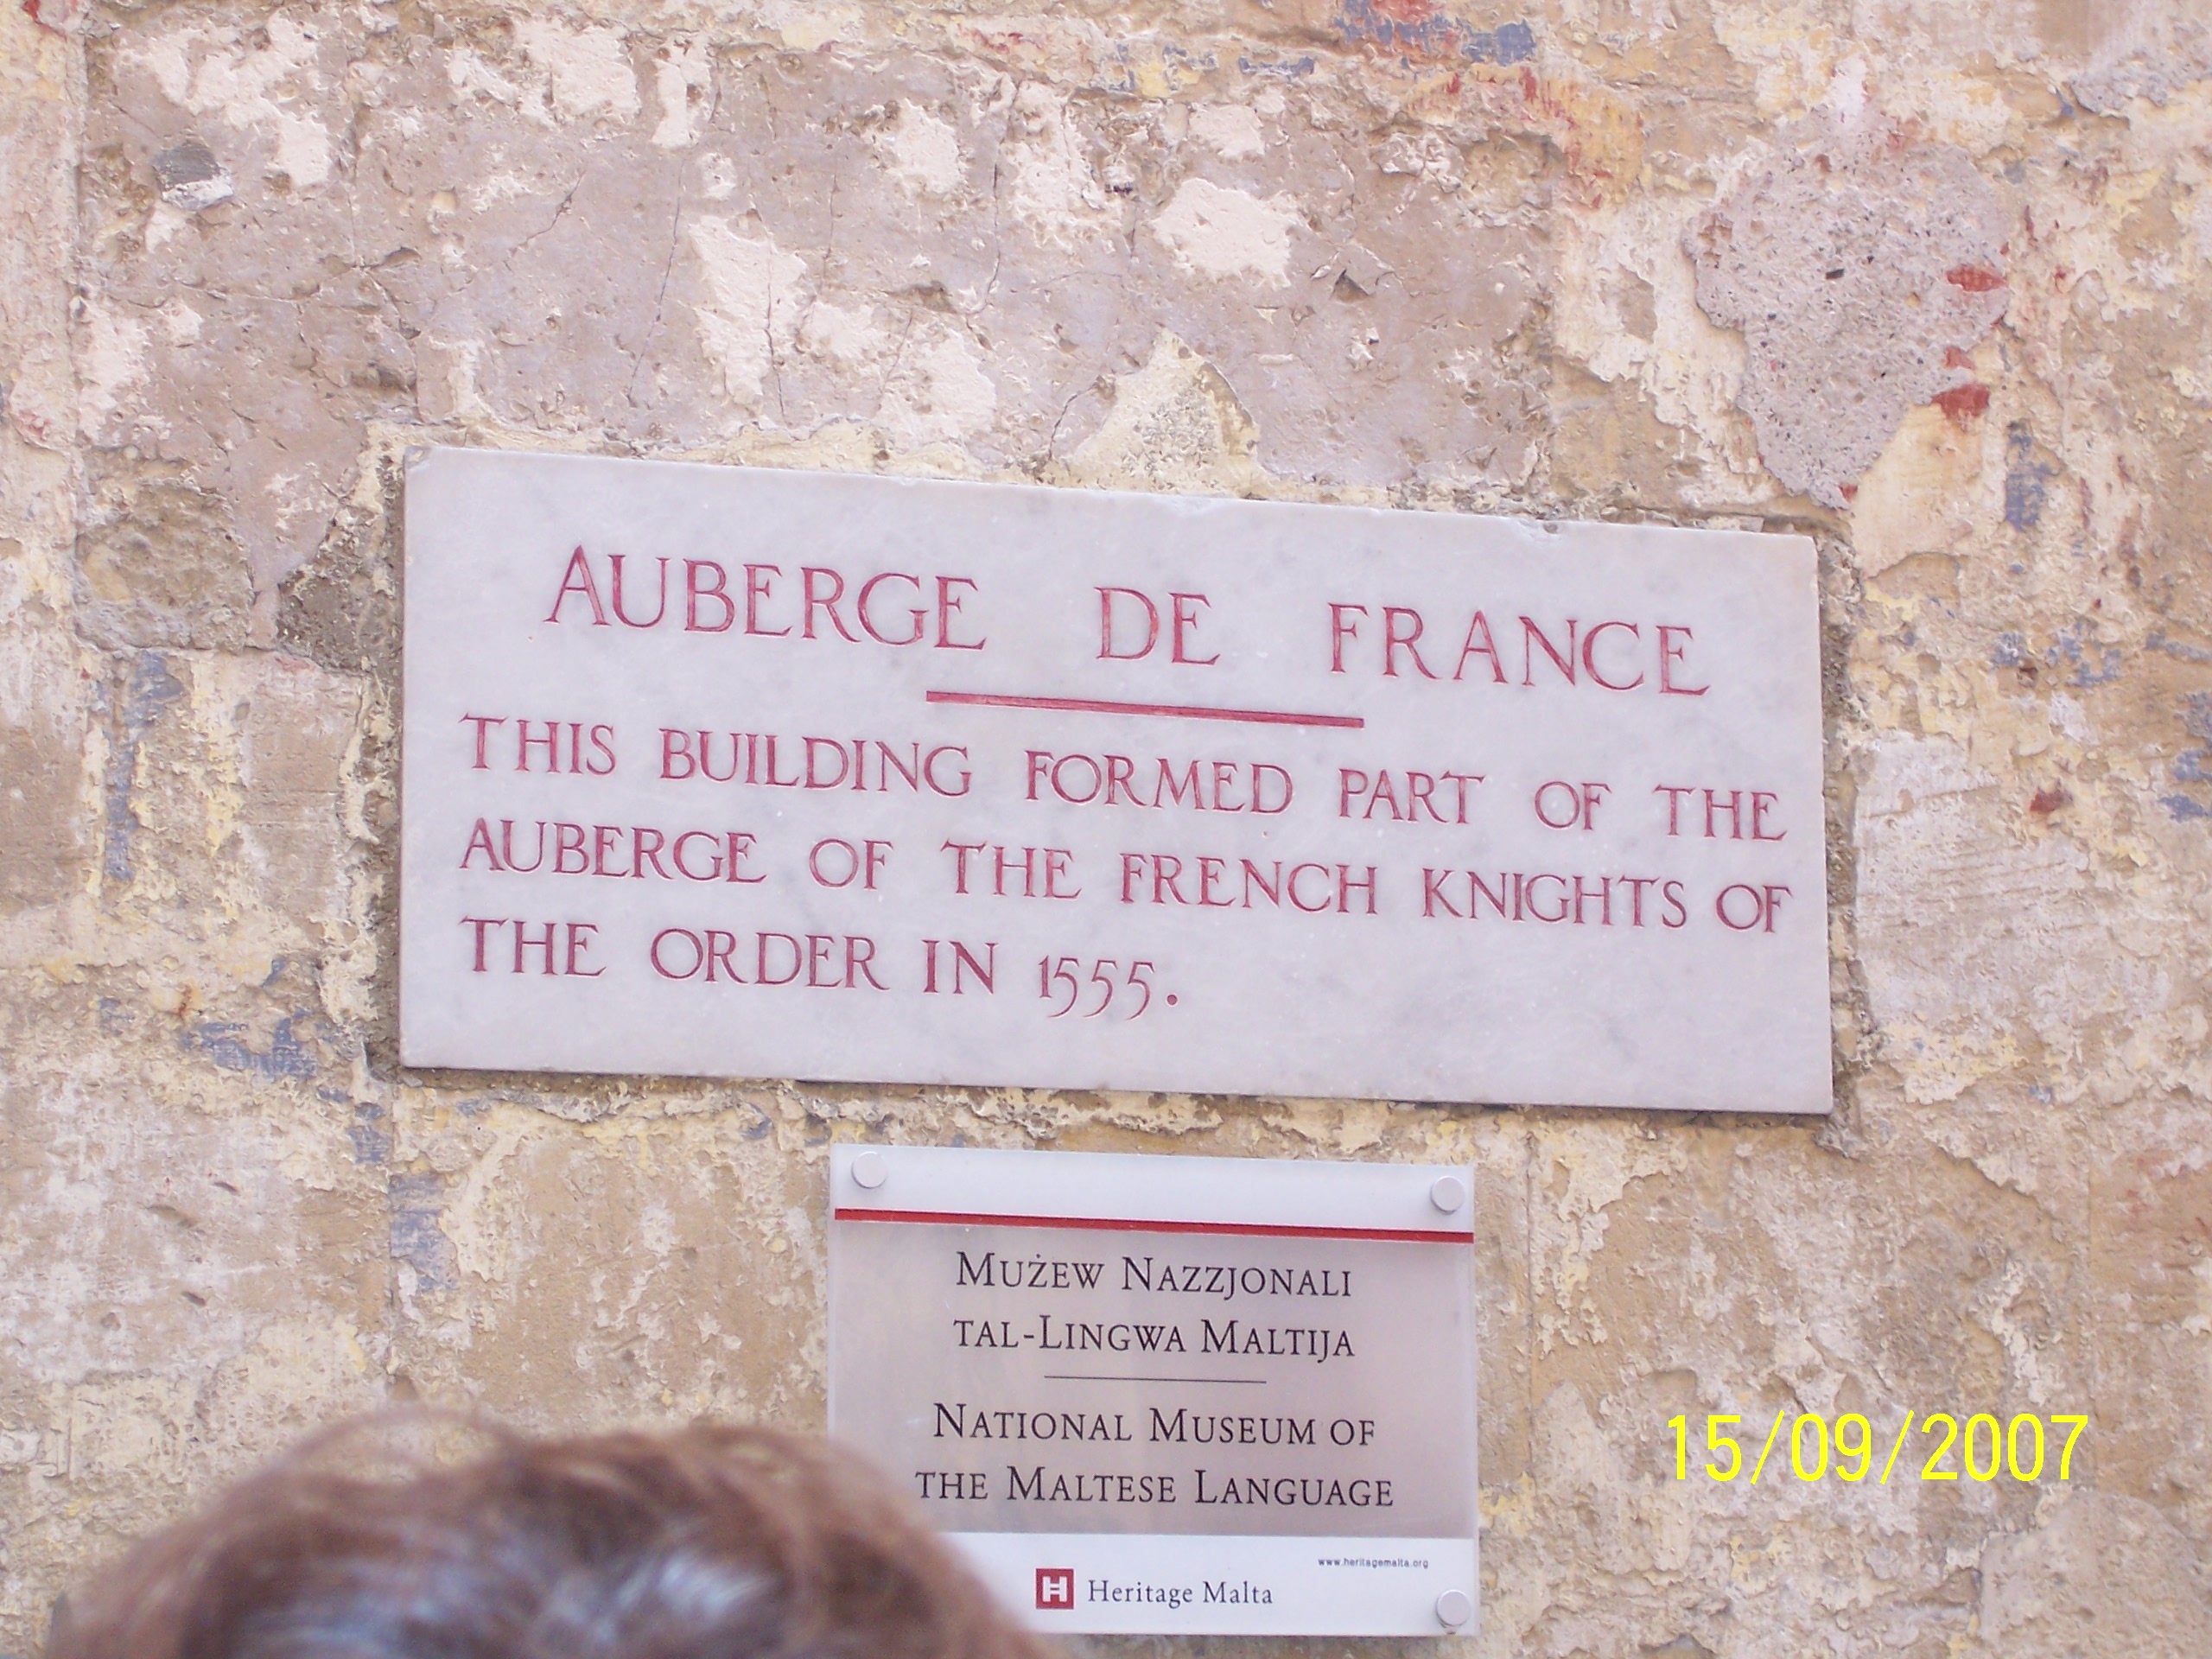 AUBERGE DE FRANCE
THIS BUILDING FORMED PART OF THE
AUBERGE OF THE FRENCH KNIGHTS OF
THE ORDER IN 1555.
MUŻEW NAZZJONALI
TAL-LINGWA MALTIJA
NATIONAL MUSEUM OF
THE MALTESE LANGUAGE
www.heritagemalta.org
H Heritage Malta
15/09/2007